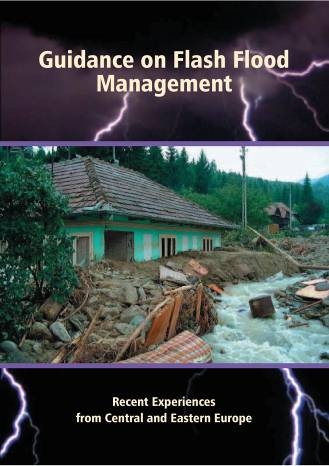 Guidance on Flash Flood
Management
Recent Experiences
from Central and Eastern Europe